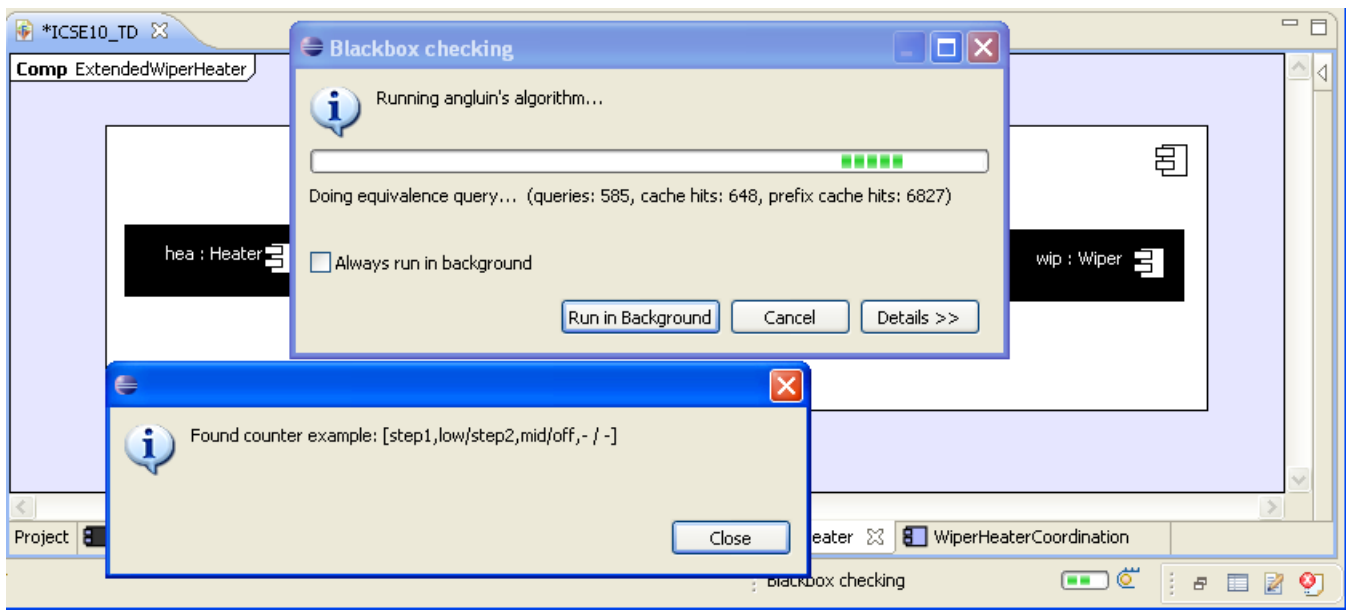 *ICSE10_TD
Comp ExtendedWiperHeater
Blackbox checking
Running angluin's algorithm...
Doing equivalence query... (queries: 585, cache hits: 648, prefix cache hits: 6827)
hea : Heater
wip : Wiper
Always run in background
Run in Background
Cancel
Details >>
Found counter example: [step1,low/step2,mid/off,- / -]
Close
Project
eater
WiperHeaterCoordination
Blackbox checking